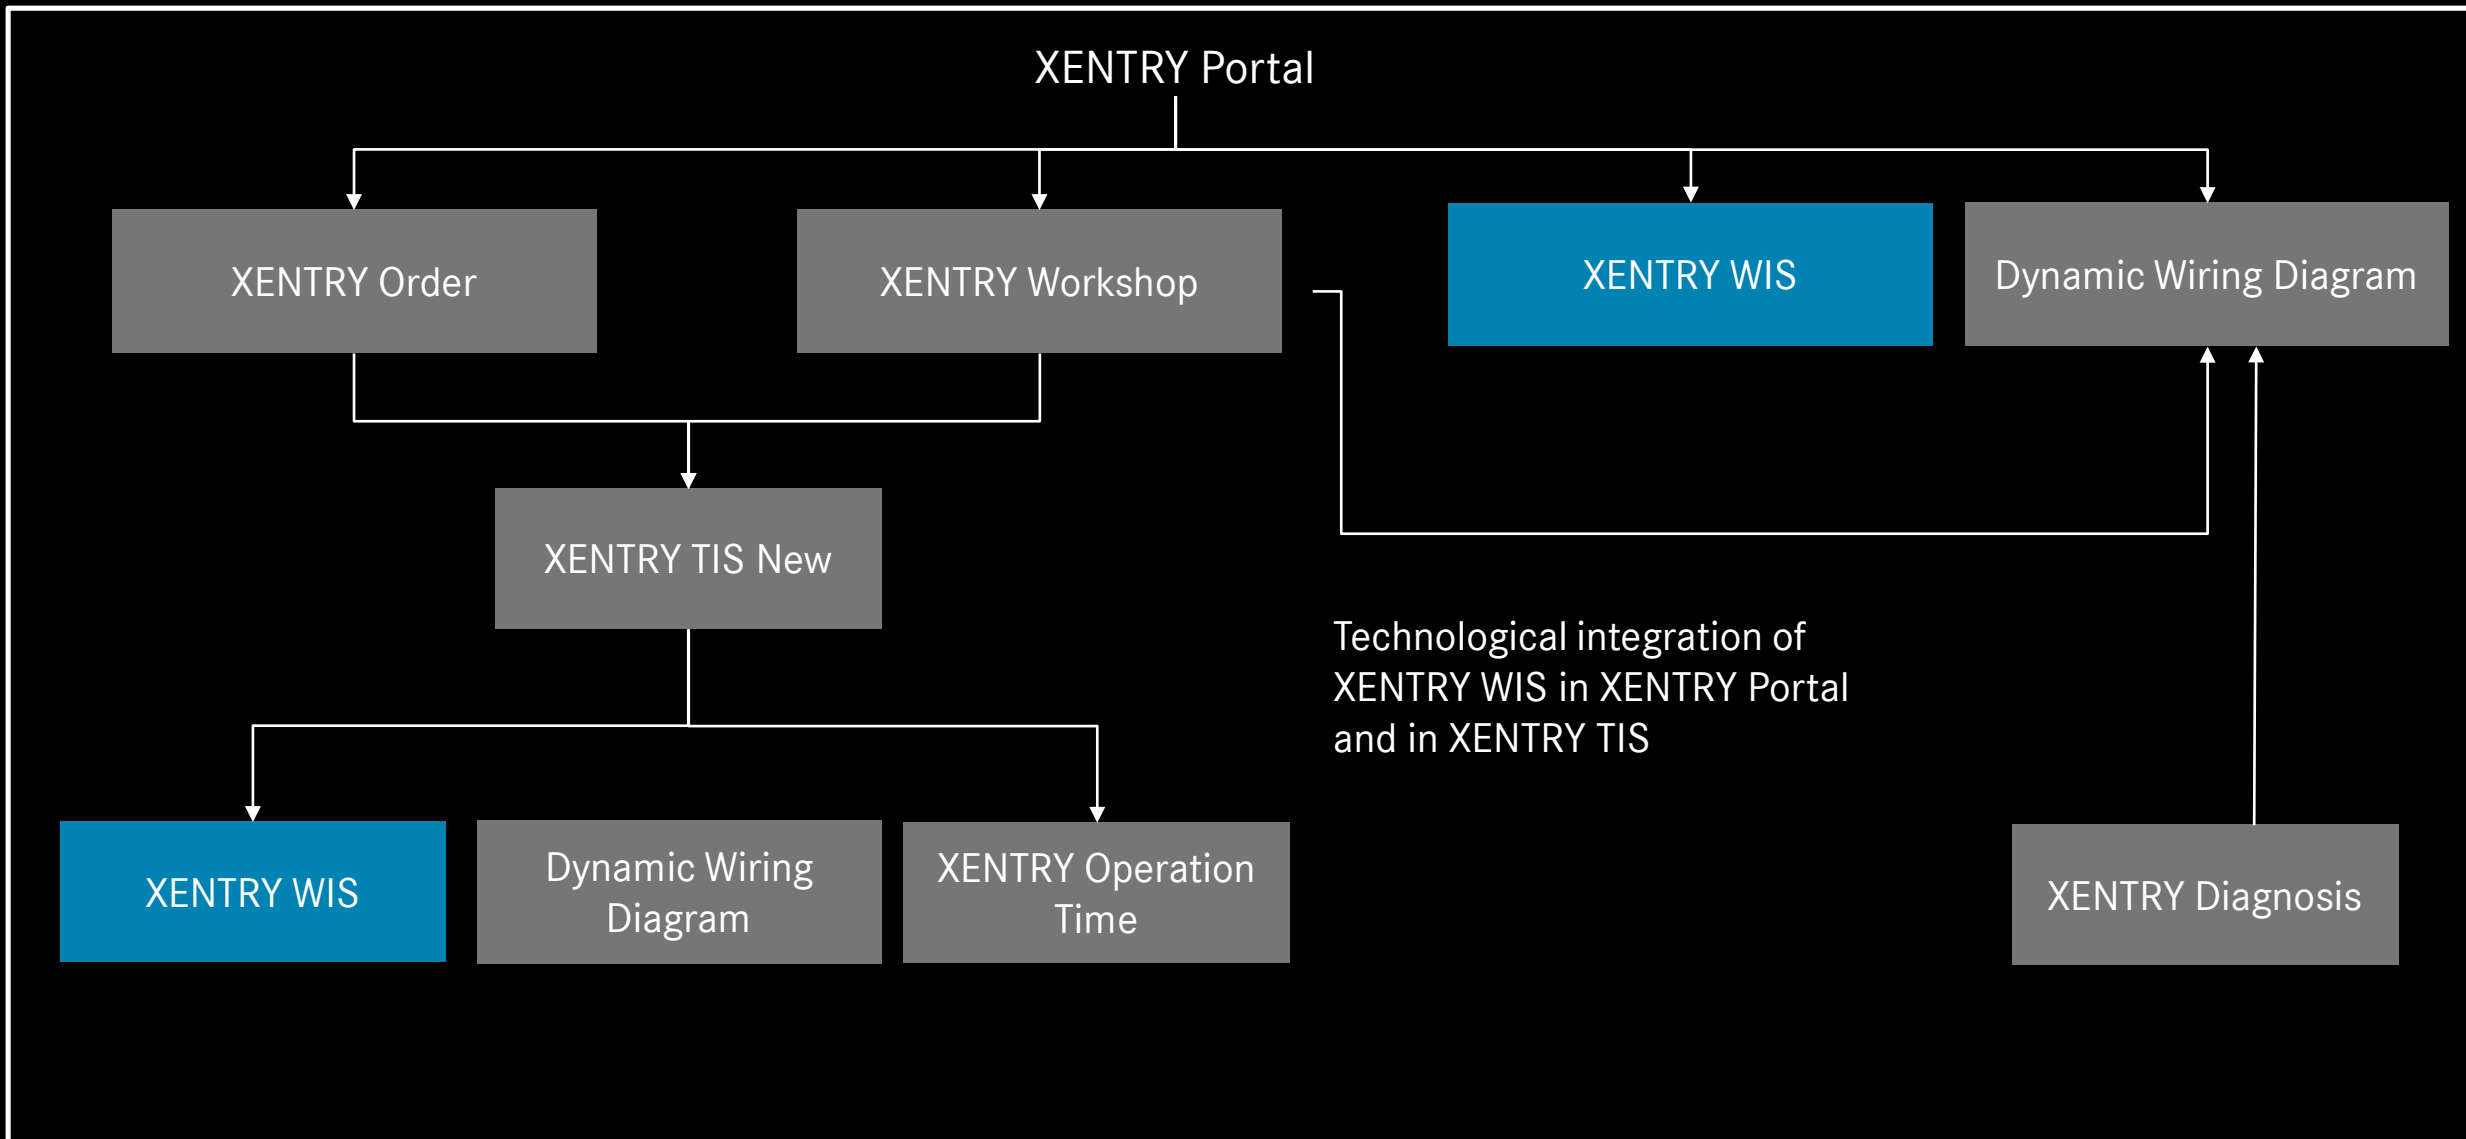 XENTRY Portal
XENTRY Order
XENTRY Workshop
XENTRY WIS
Dynamic Wiring Diagram
XENTRY TIS New
Technological integration of
XENTRY WIS in XENTRY Portal
and in XENTRY TIS
XENTRY WIS
Dynamic Wiring
Diagram
XENTRY Operation
Time
XENTRY Diagnosis